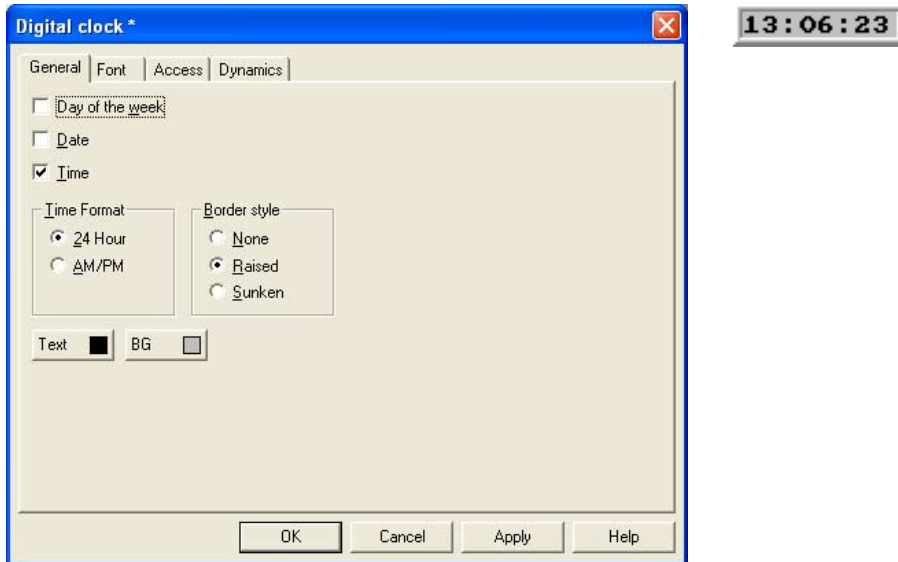 Digital clock *
13:06:23
General Font Access Dynamics
Day of the week
Date
Time
Time Format Border style
24 Hour None
AM/PM Raised
Sunken
Text BG
OK Cancel Apply Help